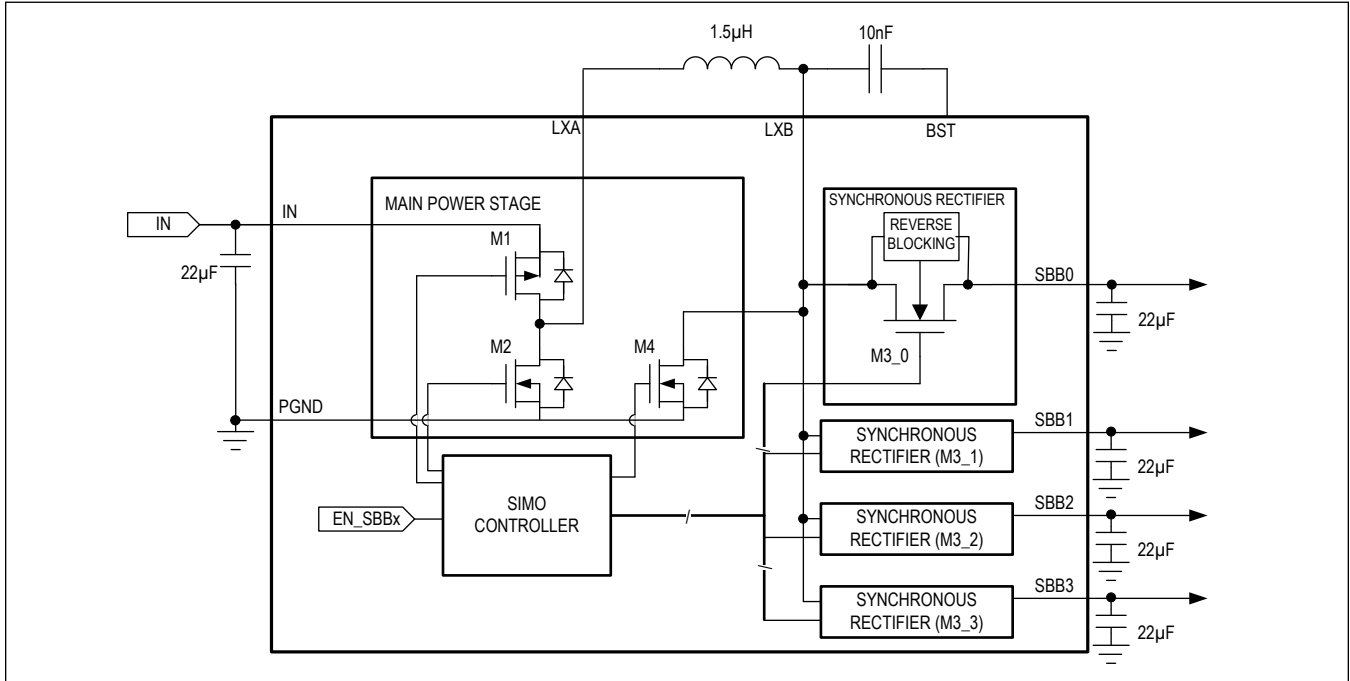 1.5µH
10nF
LXA
LXB
BST
MAIN POWER STAGE
SYNCHRONOUS RECTIFIER
REVERSE
BLOCKING
IN
IN
M1
22µF
SBB0
22µF
M2
M4
M3_0
PGND
SYNCHRONOUS
RECTIFIER (M3_1)
SBB1
22µF
SIMO
CONTROLLER
EN_SBBx
SYNCHRONOUS
RECTIFIER (M3_2)
SBB2
22µF
SYNCHRONOUS
RECTIFIER (M3_3)
SBB3
22µF